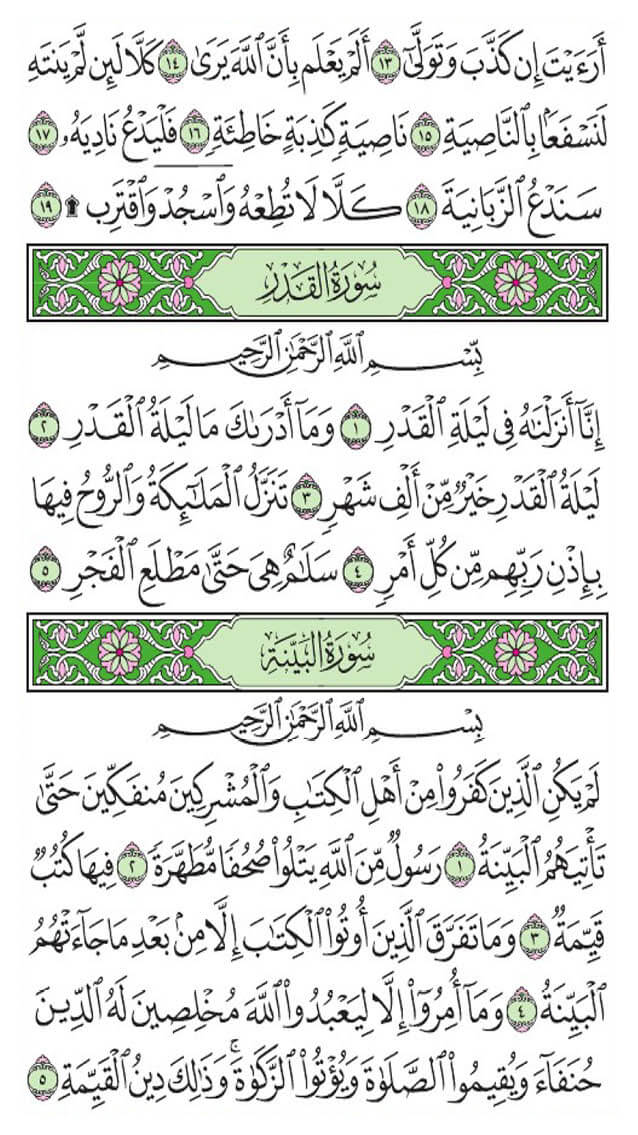 أَرَءَيْتَ إِن كَذَّبَ وَتَوَلَّىٰٓ ١٣ أَلَمْ يَعْلَم بِأَنَّ ٱللَّهَ يَرَىٰ ١٤ كَلَّا لَئِن لَّمْ يَنتَهِ
لَنَسْفَعًۢا بِٱلنَّاصِيَةِ ١٥ نَاصِيَةٍ كَٰذِبَةٍ خَاطِئَةٍ ١٦ فَلْيَدْعُ نَادِيَهُۥ ١٧
سَنَدْعُ ٱلزَّبَانِيَةَ ١٨ كَلَّا لَا تُطِعْهُ وَٱسْجُدْ وَٱقْتَرِب ۩ ١٩
سُورَةُ القَدْرِ
بِسْمِ ٱللَّهِ ٱلرَّحْمَٰنِ ٱلرَّحِيمِ
إِنَّآ أَنزَلْنَٰهُ فِى لَيْلَةِ ٱلْقَدْرِ ١ وَمَآ أَدْرَىٰكَ مَا لَيْلَةُ ٱلْقَدْرِ ٢
لَيْلَةُ ٱلْقَدْرِ خَيْرٌ مِّنْ أَلْفِ شَهْرٍ ٣ تَنَزَّلُ ٱلْمَلَٰٓئِكَةُ وَٱلرُّوحُ فِيهَا
بِإِذْنِ رَبِّهِم مِّن كُلِّ أَمْرٍ ٤ سَلَٰمٌ هِىَ حَتَّىٰ مَطْلَعِ ٱلْفَجْرِ ٥
سُورَةُ البَيِّنَةِ
بِسْمِ ٱللَّهِ ٱلرَّحْمَٰنِ ٱلرَّحِيمِ
لَمْ يَكُنِ ٱلَّذِينَ كَفَرُوا۟ مِنْ أَهْلِ ٱلْكِتَٰبِ وَٱلْمُشْرِكِينَ مُنفَكِّينَ حَتَّىٰ
تَأْتِيَهُمُ ٱلْبَيِّنَةُ ١ رَسُولٌ مِّنَ ٱللَّهِ يَتْلُوا۟ صُحُفًا مُّطَهَّرَةً ٢ فِيهَا كُتُبٌ
قَيِّمَةٌ ٣ وَمَا تَفَرَّقَ ٱلَّذِينَ أُوتُوا۟ ٱلْكِتَٰبَ إِلَّا مِنۢ بَعْدِ مَا جَآءَتْهُمُ
ٱلْبَيِّنَةُ ٤ وَمَآ أُمِرُوٓا۟ إِلَّا لِيَعْبُدُوا۟ ٱللَّهَ مُخْلِصِينَ لَهُ ٱلدِّينَ
حُنَفَآءَ وَيُقِيمُوا۟ ٱلصَّلَوٰةَ وَيُؤْتُوا۟ ٱلزَّكَوٰةَ ۚ وَذَٰلِكَ دِينُ ٱلْقَيِّمَةِ ٥